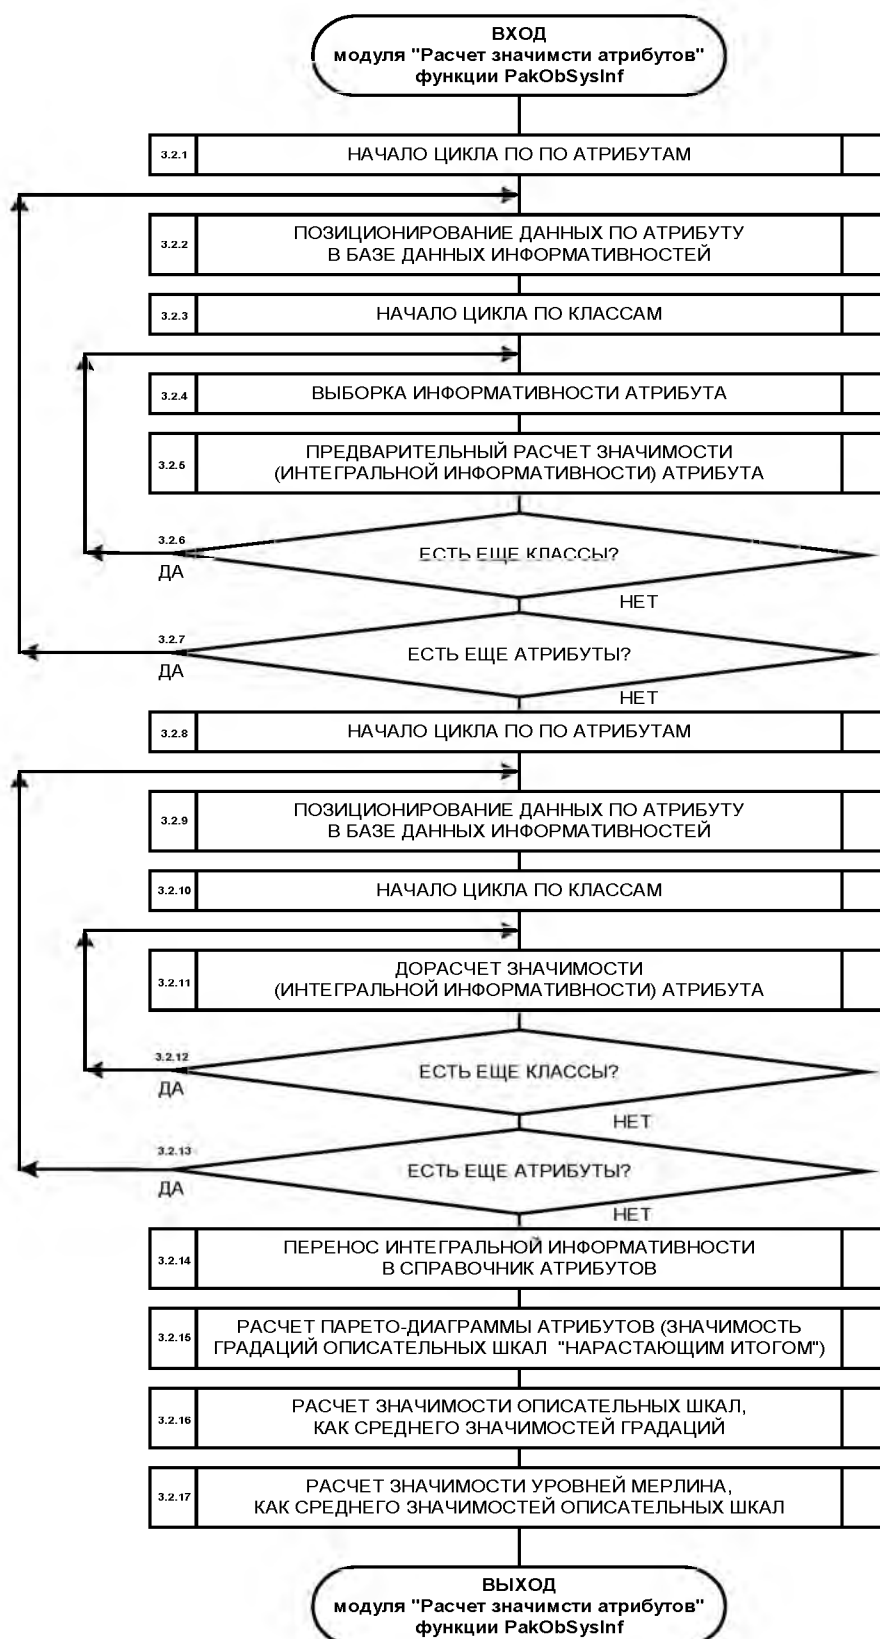 ВХОД
модуля "Расчет значимсти атрибутов"
функции PakObSysInf
3.2.1
НАЧАЛО ЦИКЛА ПО ПО АТРИБУТАМ
3.2.2
ПОЗИЦИОНИРОВАНИЕ ДАННЫХ ПО АТРИБУТУ
В БАЗЕ ДАННЫХ ИНФОРМАТИВНОСТЕЙ
3.2.3
НАЧАЛО ЦИКЛА ПО КЛАССАМ
3.2.4
ВЫБОРКА ИНФОРМАТИВНОСТИ АТРИБУТА
3.2.5
ПРЕДВАРИТЕЛЬНЫЙ РАСЧЕТ ЗНАЧИМОСТИ
(ИНТЕГРАЛЬНОЙ ИНФОРМАТИВНОСТИ) АТРИБУТА
3.2.6
ЕСТЬ ЕЩЕ КЛАССЫ?
ДА
НЕТ
3.2.7
ЕСТЬ ЕЩЕ АТРИБУТЫ?
ДА
НЕТ
3.2.8
НАЧАЛО ЦИКЛА ПО ПО АТРИБУТАМ
3.2.9
ПОЗИЦИОНИРОВАНИЕ ДАННЫХ ПО АТРИБУТУ
В БАЗЕ ДАННЫХ ИНФОРМАТИВНОСТЕЙ
3.2.10
НАЧАЛО ЦИКЛА ПО КЛАССАМ
3.2.11
ДОРАСЧЕТ ЗНАЧИМОСТИ
(ИНТЕГРАЛЬНОЙ ИНФОРМАТИВНОСТИ) АТРИБУТА
3.2.12
ЕСТЬ ЕЩЕ КЛАССЫ?
ДА
НЕТ
3.2.13
ЕСТЬ ЕЩЕ АТРИБУТЫ?
ДА
НЕТ
3.2.14
ПЕРЕНОС ИНТЕГРАЛЬНОЙ ИНФОРМАТИВНОСТИ
В СПРАВОЧНИК АТРИБУТОВ
3.2.15
РАСЧЕТ ПАРЕТО-ДИАГРАММЫ АТРИБУТОВ (ЗНАЧИМОСТЬ
ГРАДАЦИЙ ОПИСАТЕЛЬНЫХ ШКАЛ "НАРАСТАЮЩИМ ИТОГОМ")
3.2.16
РАСЧЕТ ЗНАЧИМОСТИ ОПИСАТЕЛЬНЫХ ШКАЛ,
КАК СРЕДНЕГО ЗНАЧИМОСТЕЙ ГРАДАЦИЙ
3.2.17
РАСЧЕТ ЗНАЧИМОСТИ УРОВНЕЙ МЕРЛИНА,
КАК СРЕДНЕГО ЗНАЧИМОСТЕЙ ОПИСАТЕЛЬНЫХ ШКАЛ
ВЫХОД
модуля "Расчет значимсти атрибутов"
функции PakObSysInf